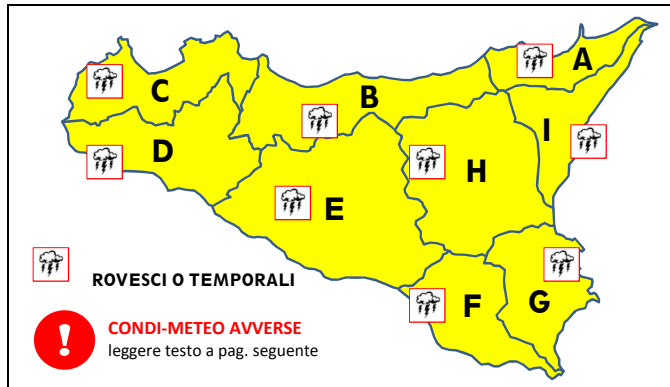 A
C
B
I
D
H
E
ROVESCI O TEMPORALI
F
G
!
CONDI-METEO AVVERSE
leggere testo a pag. seguente